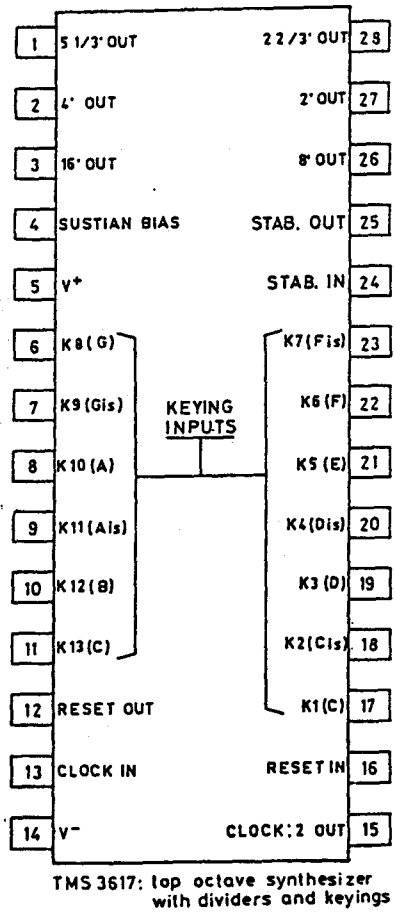 1 5 1/3' OUT 2 2/3' OUT 28
2 4' OUT 2' OUT 27
3 16' OUT 8' OUT 26
4 SUSTIAN BIAS STAB. OUT 25
5 V+ STAB. IN 24
6 K8(G) K7(Fis) 23
7 K9(Gis) K6(F) 22
KEYING
INPUTS
8 K10(A) K5(E) 21
9 K11(Ais) K4(Dis) 20
10 K12(B) K3(D) 19
11 K13(C) K2(Cis) 18
12 RESET OUT K1(C) 17
13 CLOCK IN RESET IN 16
14 V- CLOCK:2 OUT 15
TMS 3617: top octave synthesizer
with dividers and keyings